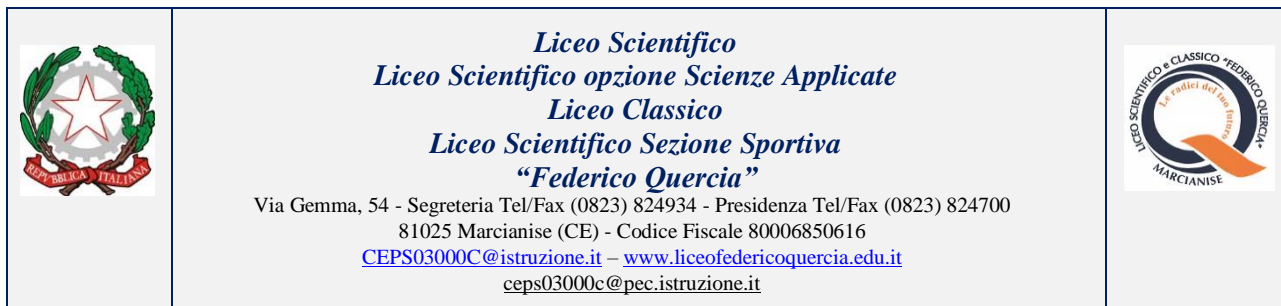 Liceo Scientifico
Liceo Scientifico opzione Scienze Applicate
Liceo Classico
Liceo Scientifico Sezione Sportiva
“Federico Quercia”
Via Gemma, 54 - Segreteria Tel/Fax (0823) 824934 - Presidenza Tel/Fax (0823) 824700
81025 Marcianise (CE) - Codice Fiscale 80006850616
CEPS03000C@istruzione.it – www.liceofedericoquercia.edu.it
ceps03000c@pec.istruzione.it
REPVBBLICA ITALIANA
LICEO SCIENTIFICO e CLASSICO "FEDERICO QUERCIA"
Le radici del tuo futuro
MARCIANISE